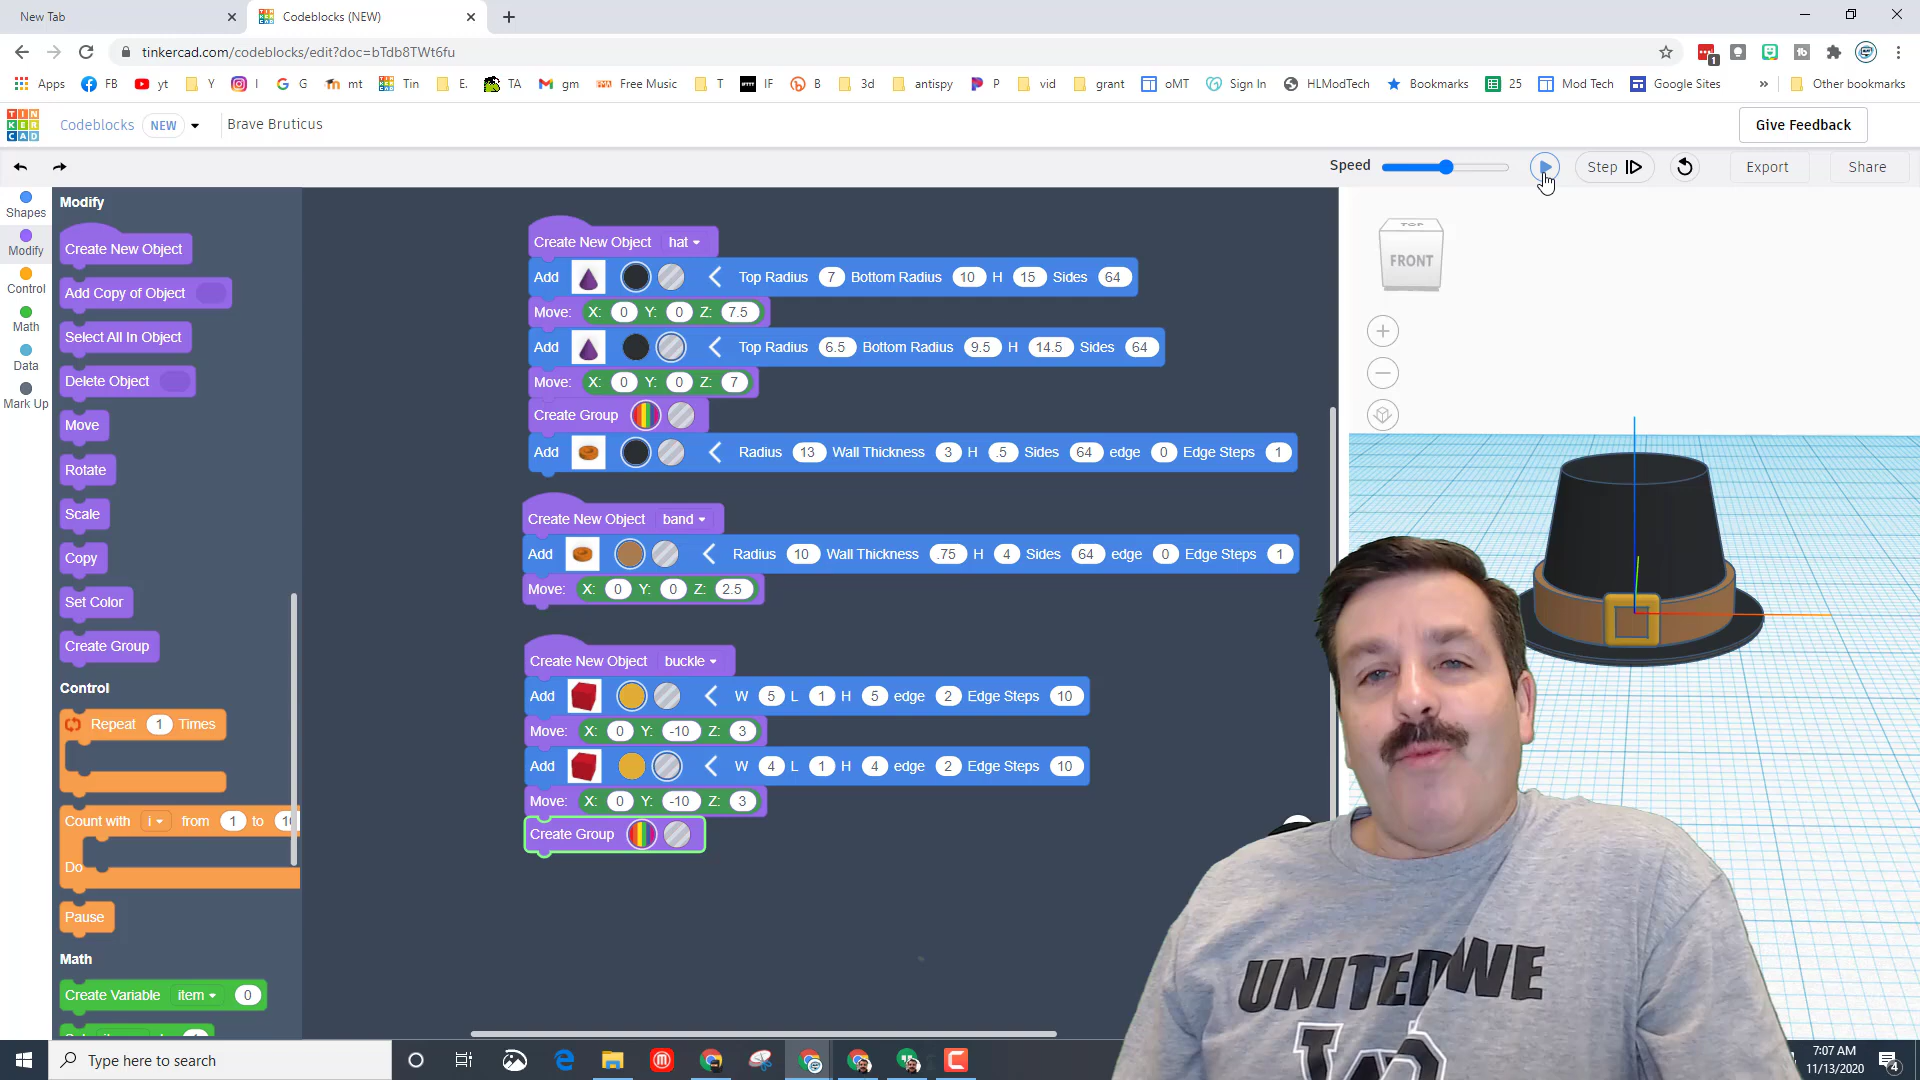 New Tab
Codeblocks (NEW)
tinkercad.com/codeblocks/edit?doc=bTdb8TWt6fu
Apps FB yt Y I G mt Tin E. TA gm Free Music T IF B 3d antispy P vid grant oMT Sign In HLModTech Bookmarks 25 Mod Tech Google Sites » Other bookmarks
TINKERCAD Codeblocks NEW Brave Bruticus Give Feedback
Speed Step Export Share
Shapes
Modify
Control
Math
Data
Mark Up
Modify
Create New Object
Add Copy of Object
Select All In Object
Delete Object
Move
Rotate
Scale
Copy
Set Color
Create Group
Control
Repeat 1 Times
Count with i from 1 to
Do
Pause
Math
Create Variable item 0
Create New Object hat
Add Top Radius 7 Bottom Radius 10 H 15 Sides 64
Move: X: 0 Y: 0 Z: 7.5
Add Top Radius 6.5 Bottom Radius 9.5 H 14.5 Sides 64
Move: X: 0 Y: 0 Z: 7
Create Group
Add Radius 13 Wall Thickness 3 H .5 Sides 64 edge 0 Edge Steps 1
Create New Object band
Add Radius 10 Wall Thickness .75 H 4 Sides 64 edge 0 Edge Steps 1
Move: X: 0 Y: 0 Z: 2.5
Create New Object buckle
Add W 5 L 1 H 5 edge 2 Edge Steps 10
Move: X: 0 Y: -10 Z: 3
Add W 4 L 1 H 4 edge 2 Edge Steps 10
Move: X: 0 Y: -10 Z: 3
Create Group
TOP
FRONT
UNITED WE
Type here to search
7:07 AM
11/13/2020
4